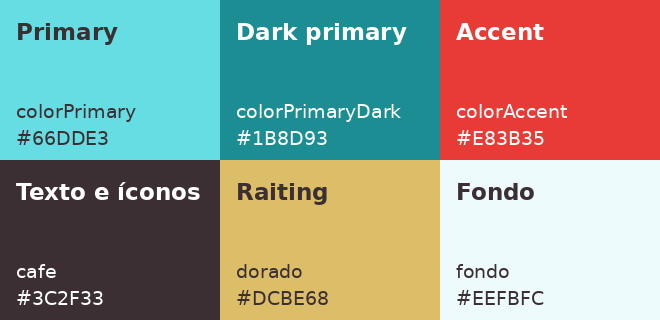 Primary
colorPrimary
#66DDE3
Dark primary
colorPrimaryDark
#1B8D93
Accent
colorAccent
#E83B35
Texto e íconos
cafe
#3C2F33
Raiting
dorado
#DCBE68
Fondo
fondo
#EEFBFC